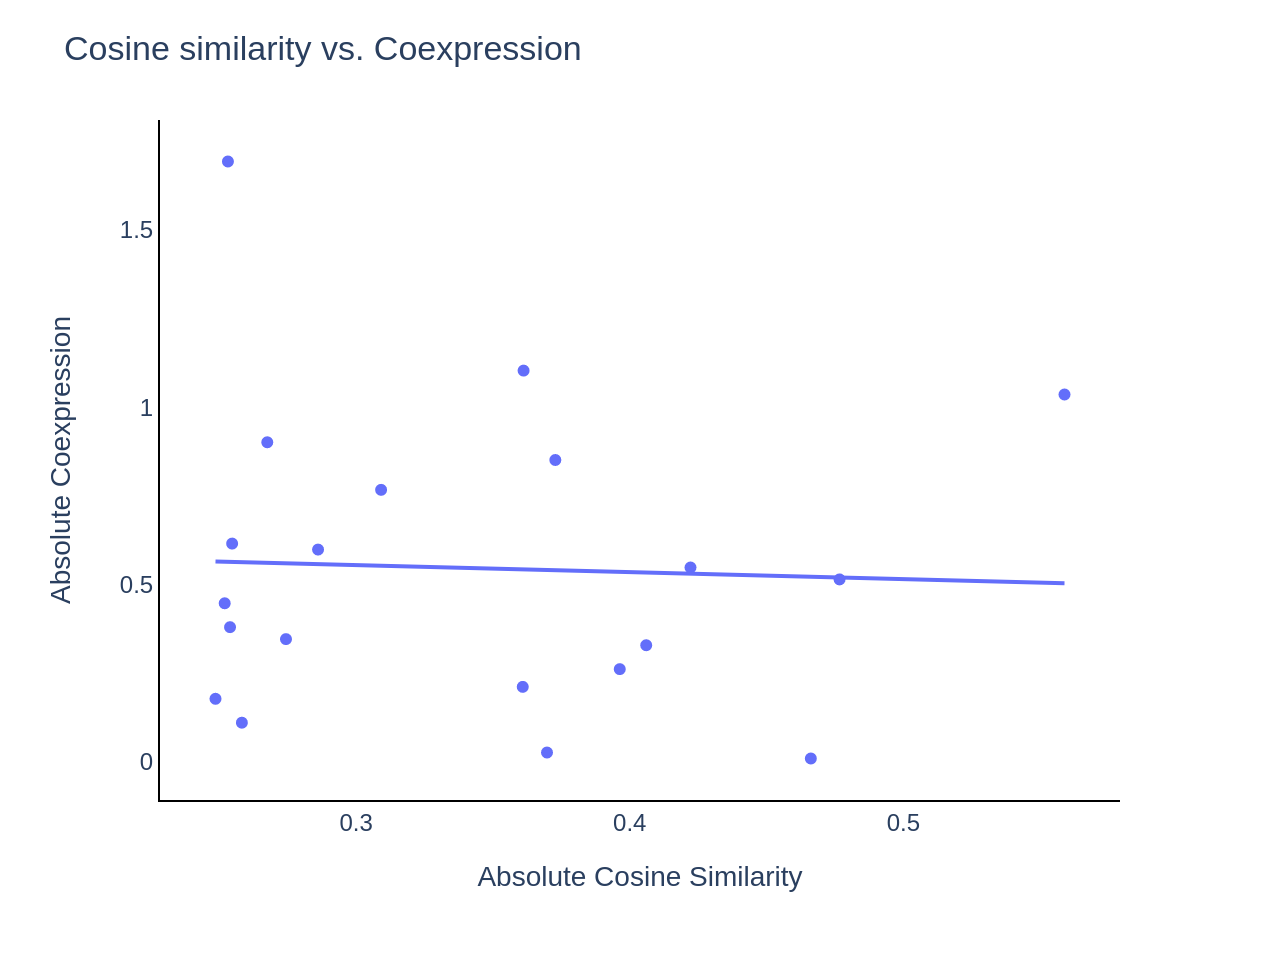 Cosine similarity vs. Coexpression
1.5
1
0.5
0
Absolute Coexpression
0.3
0.4
0.5
Absolute Cosine Similarity